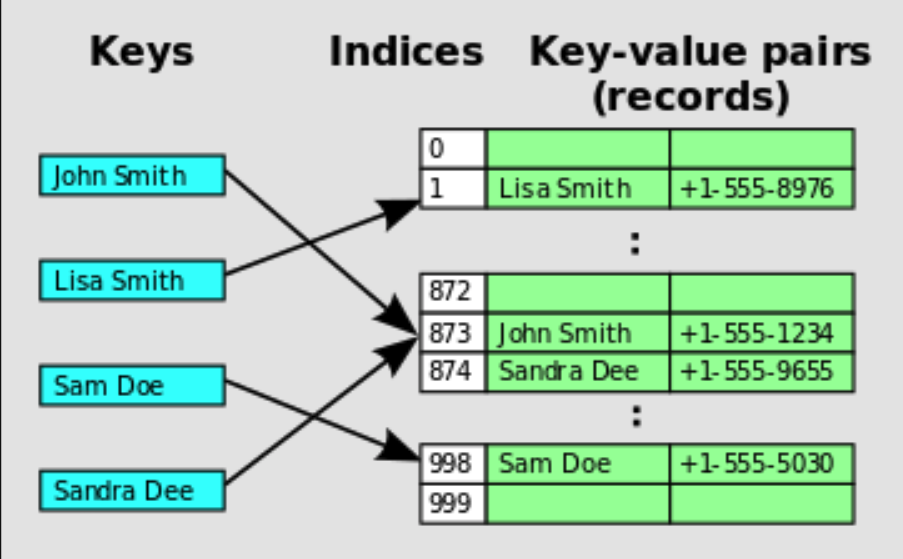 Keys
Indices
Key-value pairs
(records)
John Smith
Lisa Smith
Sam Doe
Sandra Dee
0
1 Lisa Smith +1-555-8976
:
872
873 John Smith +1-555-1234
874 Sandra Dee +1-555-9655
:
998 Sam Doe +1-555-5030
999